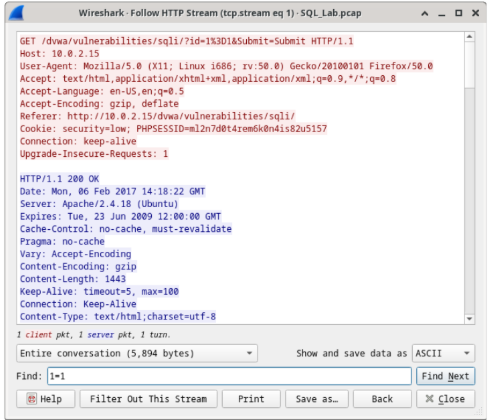 Wireshark · Follow HTTP Stream (tcp.stream eq 1) · SQL_Lab.pcap
GET /dvwa/vulnerabilities/sqli/?id=1%3D1&Submit=Submit HTTP/1.1
Host: 10.0.2.15
User-Agent: Mozilla/5.0 (X11; Linux i686; rv:50.0) Gecko/20100101 Firefox/50.0
Accept: text/html,application/xhtml+xml,application/xml;q=0.9,*/*;q=0.8
Accept-Language: en-US,en;q=0.5
Accept-Encoding: gzip, deflate
Referer: http://10.0.2.15/dvwa/vulnerabilities/sqli/
Cookie: security=low; PHPSESSID=ml2n7d0t4rem6k0n4is82u5157
Connection: keep-alive
Upgrade-Insecure-Requests: 1
HTTP/1.1 200 OK
Date: Mon, 06 Feb 2017 14:18:22 GMT
Server: Apache/2.4.18 (Ubuntu)
Expires: Tue, 23 Jun 2009 12:00:00 GMT
Cache-Control: no-cache, must-revalidate
Pragma: no-cache
Vary: Accept-Encoding
Content-Encoding: gzip
Content-Length: 1443
Keep-Alive: timeout=5, max=100
Connection: Keep-Alive
Content-Type: text/html;charset=utf-8
1 client pkt, 1 server pkt, 1 turn.
Entire conversation (5,894 bytes) Show and save data as ASCII
Find: 1=1 Find Next
Help Filter Out This Stream Print Save as… Back Close